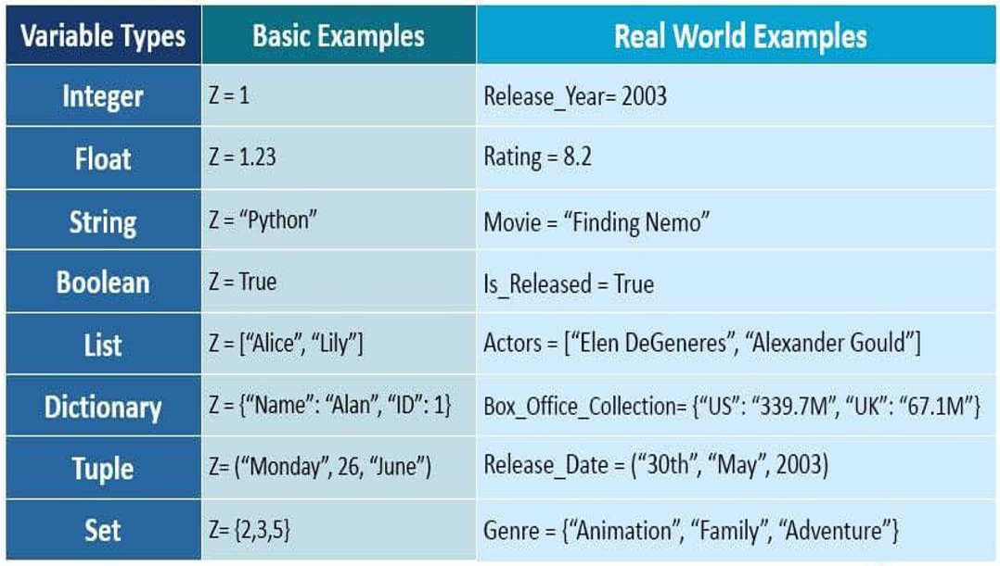 Variable Types Basic Examples Real World Examples
Integer Z = 1 Release_Year= 2003
Float Z = 1.23 Rating = 8.2
String Z = “Python” Movie = “Finding Nemo”
Boolean Z = True Is_Released = True
List Z = [“Alice”, “Lily”] Actors = [“Elen DeGeneres”, “Alexander Gould”]
Dictionary Z = {“Name”: “Alan”, “ID”: 1} Box_Office_Collection= {“US”: “339.7M”, “UK”: “67.1M”}
Tuple Z= (“Monday”, 26, “June”) Release_Date = (“30th”, “May”, 2003)
Set Z= {2,3,5} Genre = {“Animation”, “Family”, “Adventure”}